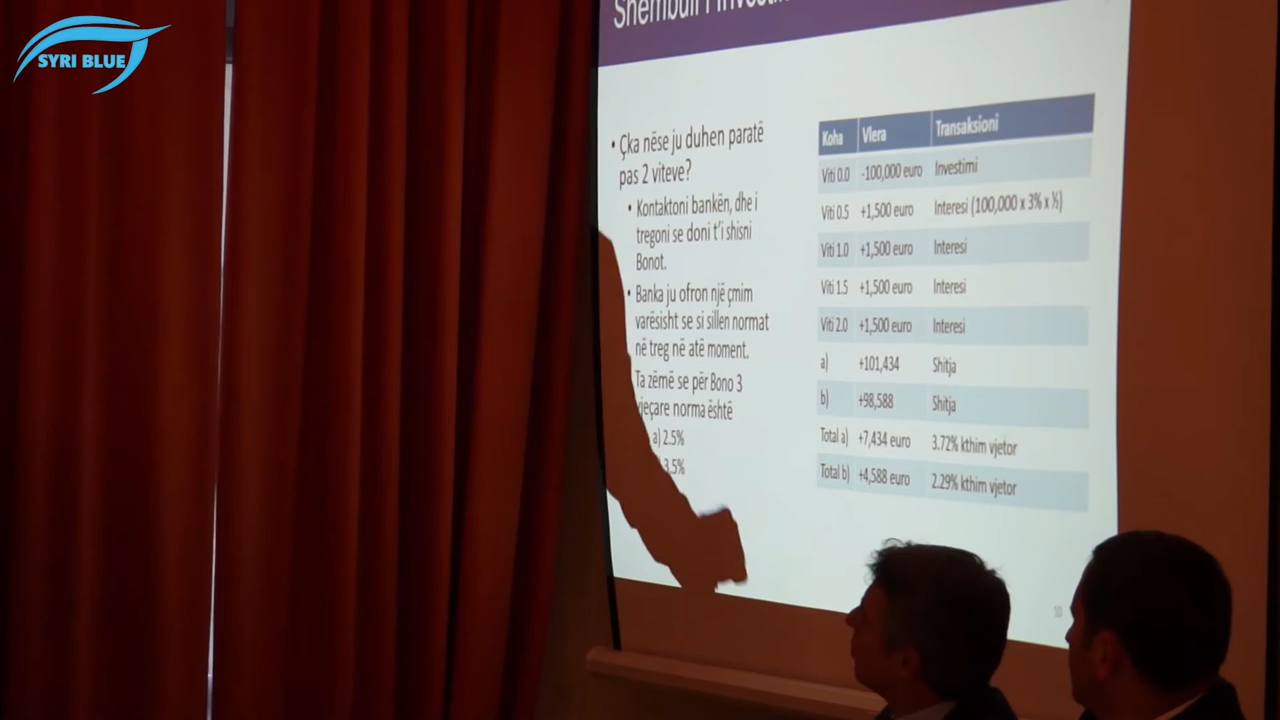 SYRI BLUE
Shembull i
• Çka nëse ju duhen paratë
pas 2 viteve?
• Kontaktoni bankën, dhe i
tregoni se doni t'i shisni
Bonot.
• Banka ju ofron një çmim
varësisht se si sillen normat
në treg në atë moment.
Ta zëmë se për Bono 3
vjeçare norma është
a) 2.5%
3.5%
Koha Vlera Transaksioni
Viti 0.0 -100,000 euro Investimi
Viti 0.5 +1,500 euro Interesi (100,000 x 3% x ½)
Viti 1.0 +1,500 euro Interesi
Viti 1.5 +1,500 euro Interesi
Viti 2.0 +1,500 euro Interesi
a) +101,434 Shitja
b) +98,588 Shitja
Total a) +7,434 euro 3.72% kthim vjetor
Total b) +4,588 euro 2.29% kthim vjetor
10